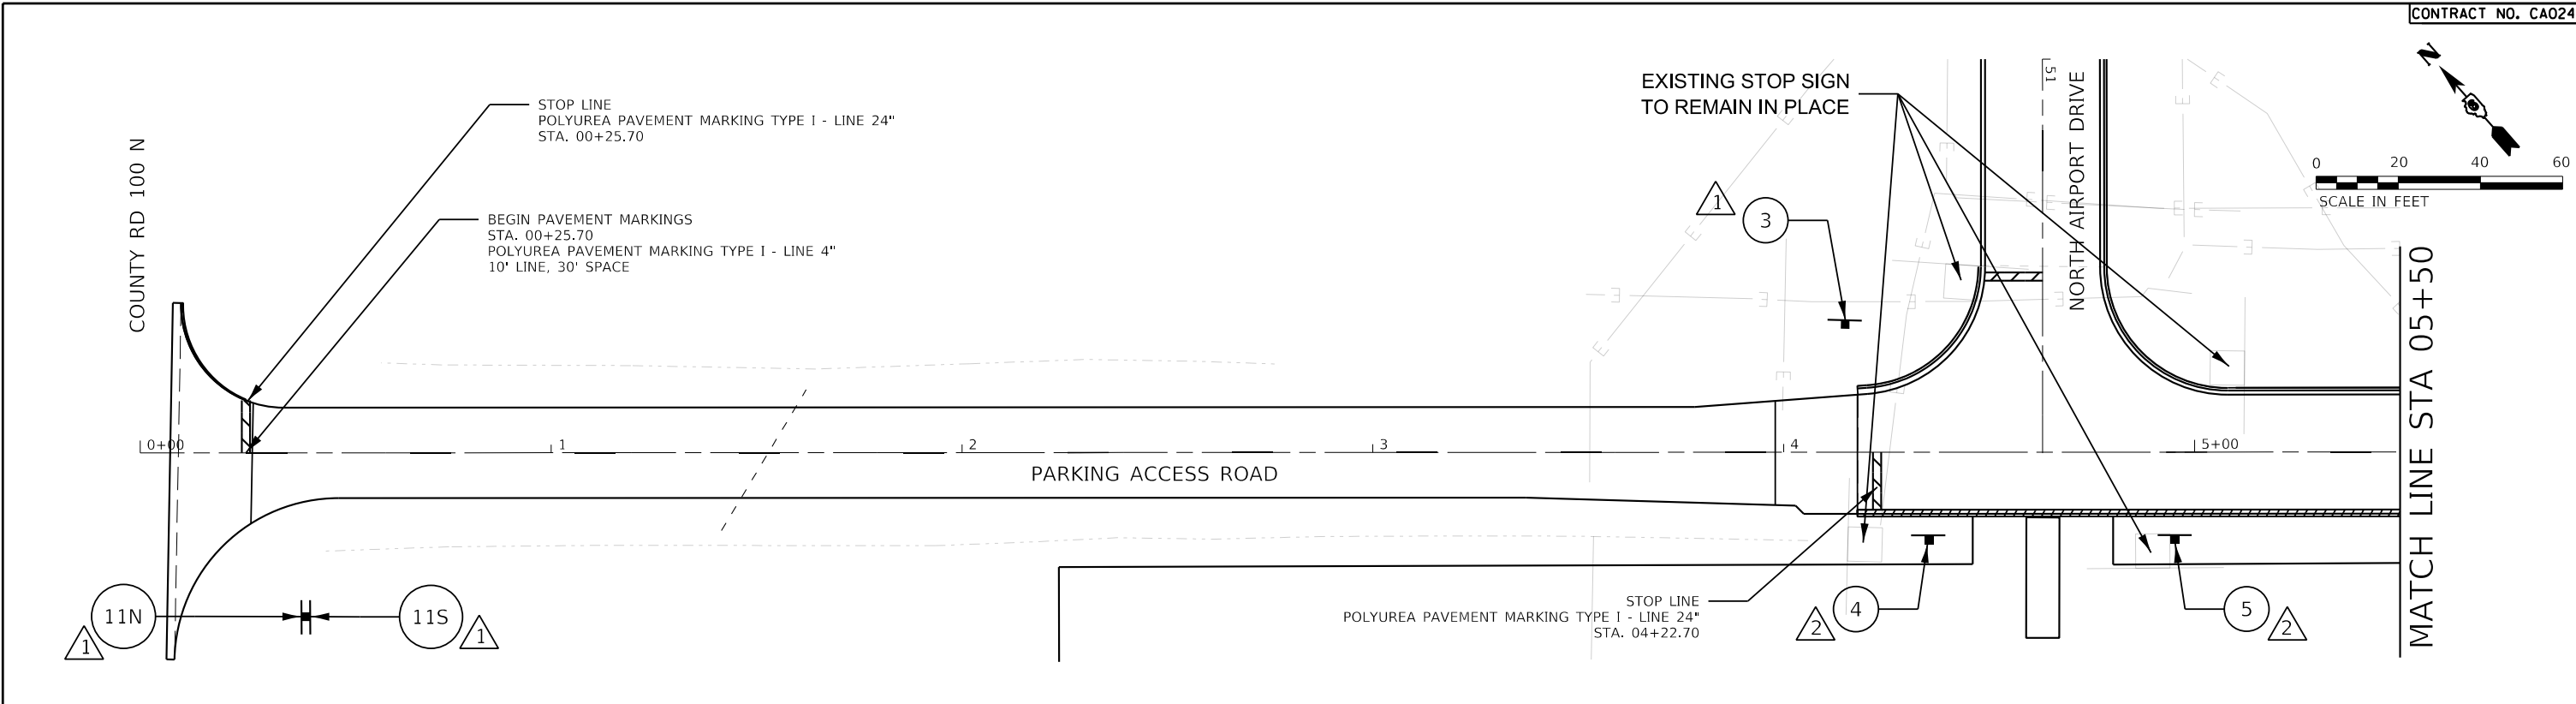 CONTRACT NO. CA024
STOP LINE
POLYUREA PAVEMENT MARKING TYPE I - LINE 24"
STA. 00+25.70
BEGIN PAVEMENT MARKINGS
STA. 00+25.70
POLYUREA PAVEMENT MARKING TYPE I - LINE 4"
10' LINE, 30' SPACE
COUNTY RD 100 N
EXISTING STOP SIGN
TO REMAIN IN PLACE
51
NORTH AIRPORT DRIVE
N
0 20 40 60
SCALE IN FEET
1
3
E E E E E E E E E E E E E E E E E E E
MATCH LINE STA 05+50
0+00 1 2 3 4 5+00
PARKING ACCESS ROAD
11N
1
11S
1
STOP LINE
POLYUREA PAVEMENT MARKING TYPE I - LINE 24"
STA. 04+22.70
2
4
5
2